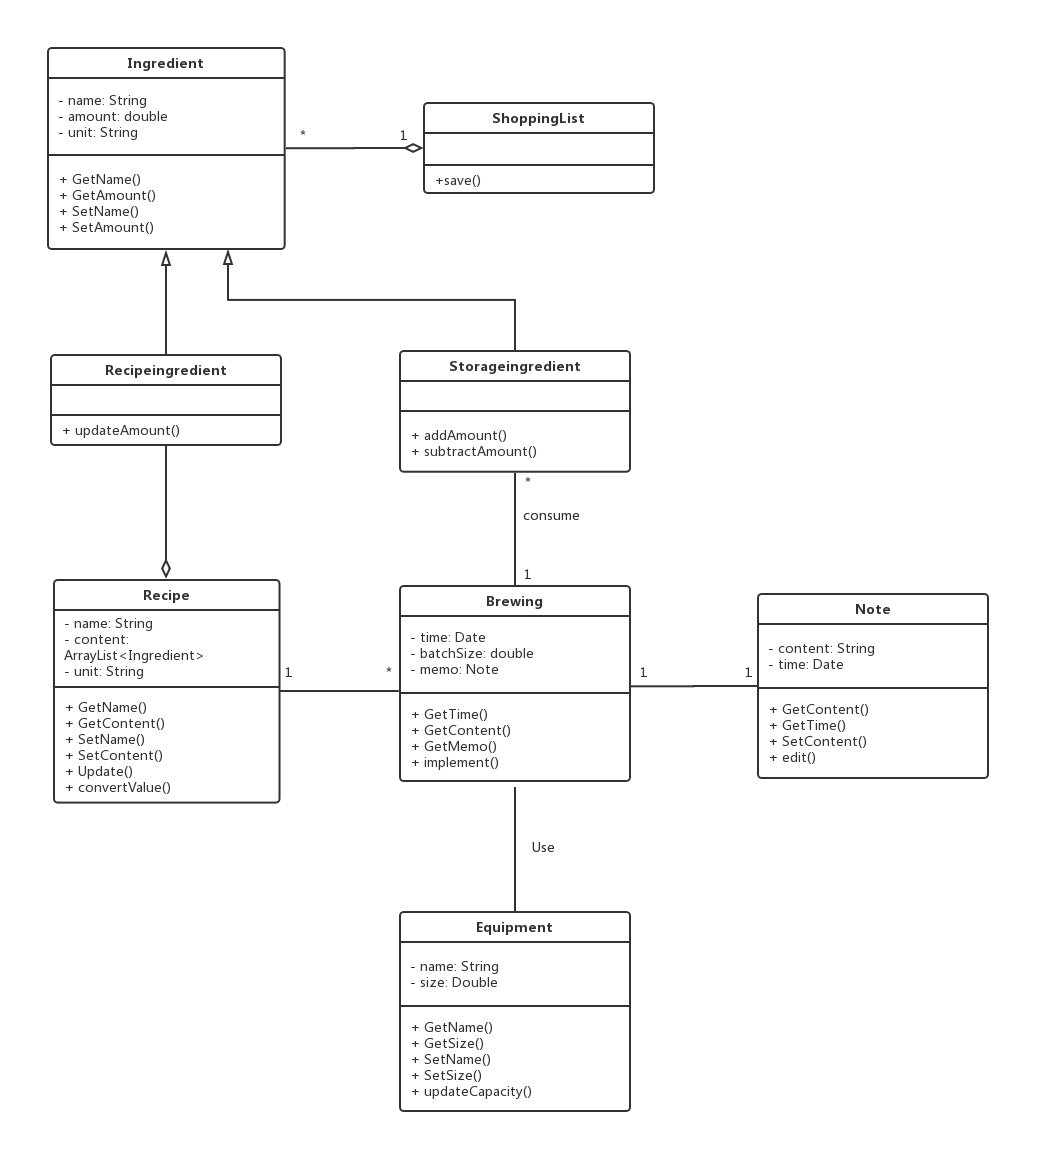 Ingredient
- name: String
- amount: double
- unit: String
+ GetName()
+ GetAmount()
+ SetName()
+ SetAmount()
*
1
ShoppingList
+save()
Recipeingredient
+ updateAmount()
Storageingredient
+ addAmount()
+ subtractAmount()
*
consume
1
Recipe
- name: String
- content:
ArrayList<Ingredient>
- unit: String
+ GetName()
+ GetContent()
+ SetName()
+ SetContent()
+ Update()
+ convertValue()
1
*
Brewing
- time: Date
- batchSize: double
- memo: Note
+ GetTime()
+ GetContent()
+ GetMemo()
+ implement()
1
1
Note
- content: String
- time: Date
+ GetContent()
+ GetTime()
+ SetContent()
+ edit()
Use
Equipment
- name: String
- size: Double
+ GetName()
+ GetSize()
+ SetName()
+ SetSize()
+ updateCapacity()